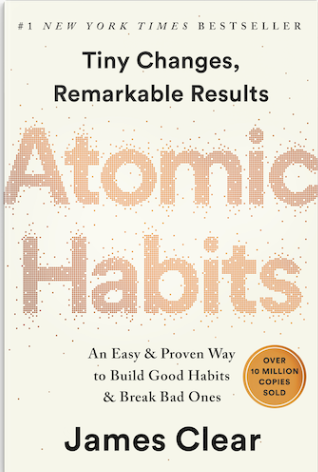 #1 NEW YORK TIMES BESTSELLER
Tiny Changes,
Remarkable Results
Atomic
Habits
An Easy & Proven Way
to Build Good Habits
& Break Bad Ones
OVER
10 MILLION
COPIES
SOLD
James Clear